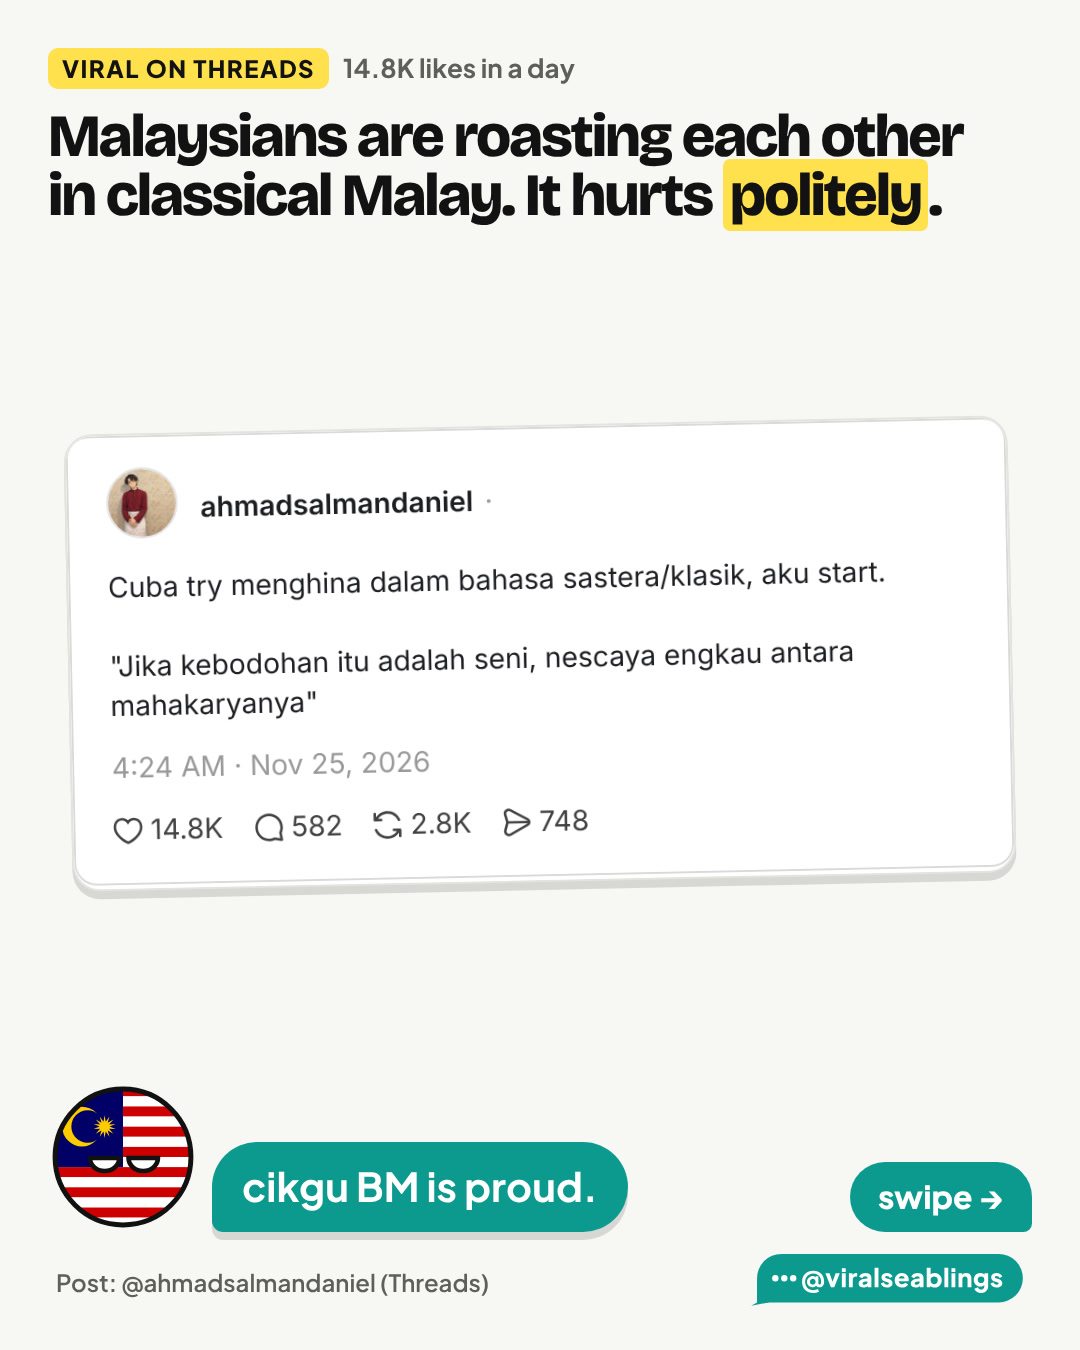 VIRAL ON THREADS 14.8K likes in a day
Malaysians are roasting each other
in classical Malay. It hurts politely.
ahmadsalmandaniel ·
Cuba try menghina dalam bahasa sastera/klasik, aku start.
"Jika kebodohan itu adalah seni, nescaya engkau antara
mahakaryanya"
4:24 AM · Nov 25, 2026
14.8K 582 2.8K 748
cikgu BM is proud.
swipe →
Post: @ahmadsalmandaniel (Threads)
•••@viralseablings